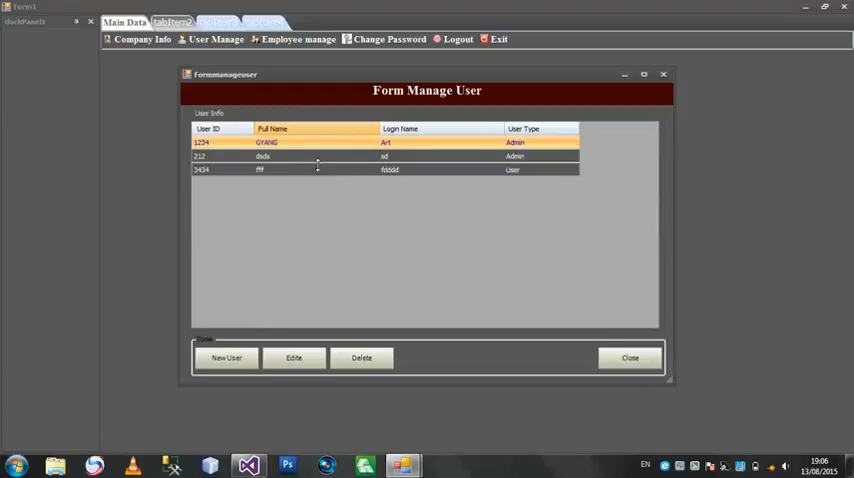 Form1
dockPanel1
Main Data tabItem2
Company Info User Manage Employee manage Change Password Logout Exit
Formmanageuser
Form Manage User
User Info
User ID Full Name Login Name User Type
1234 GYANG Art Admin
212 dsds sd Admin
3434 fff fdddd User
New User Edite Delete Close
EN
19:06
13/08/2015